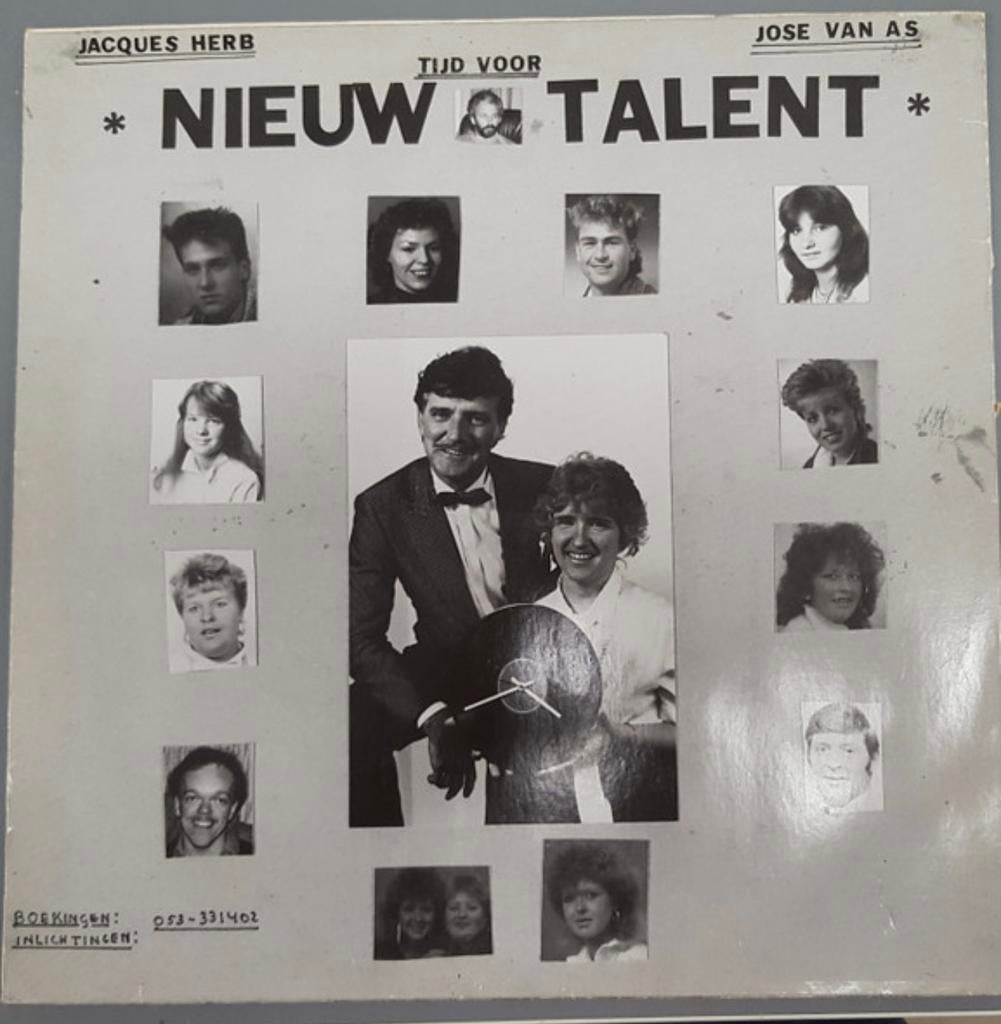 JACQUES HERB
JOSE VAN AS
TIJD VOOR
* NIEUW TALENT *
BOEKINGEN: 053-331402
INLICHTINGEN: